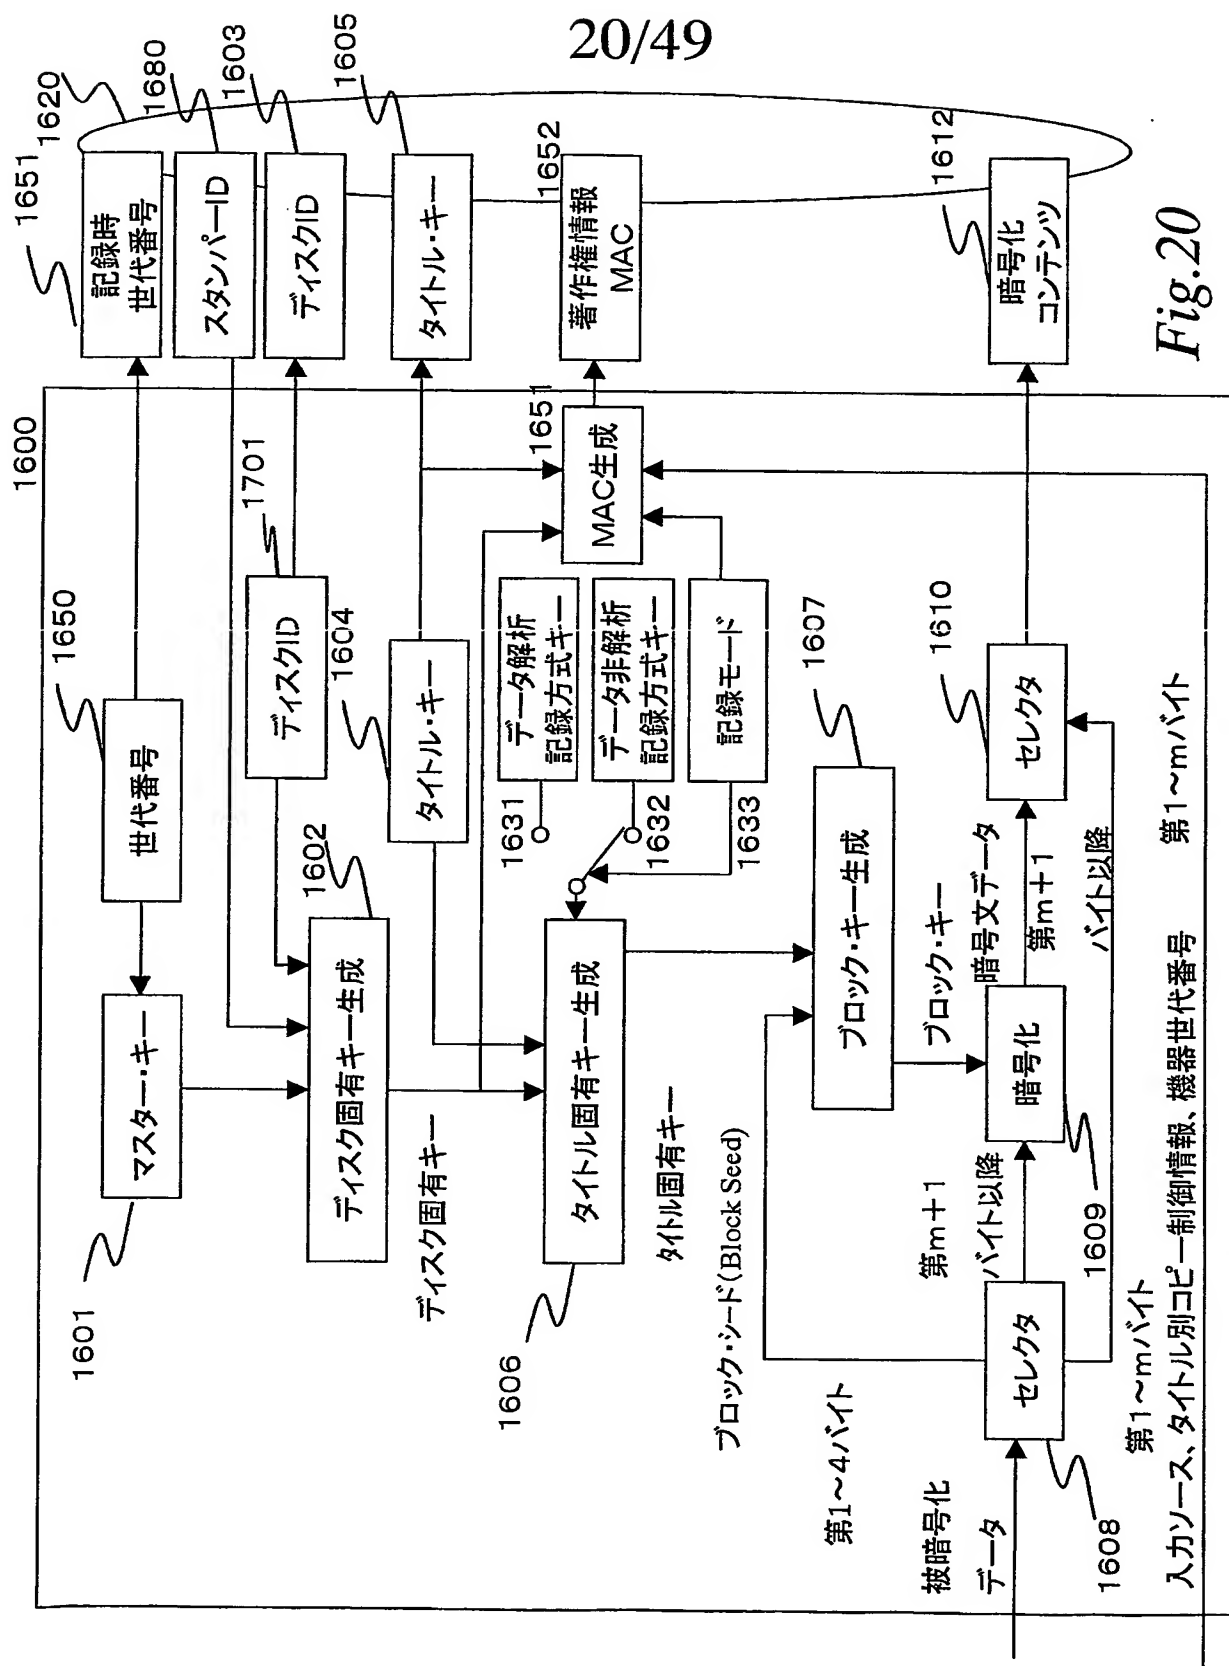 20/49
1620
1651
記録時
世代番号
1680
スタンパーID
1603
ディスクID
1605
タイトル・キー
1652
著作権情報
MAC
1612
暗号化
コンテンツ
1600
1650
世代番号
1601
マスター・キー
1701
ディスクID
1602
ディスク固有キー生成
ディスク固有キー
1604
タイトル・キー
1651
MAC生成
データ解析
記録方式キー
1631
データ非解析
記録方式キー
1632
記録モード
1633
1606
タイトル固有キー生成
タイトル固有キー
ブロック・シード(Block Seed)
1607
ブロック・キー生成
ブロック・キー
第1～4バイト
被暗号化
データ
1608
セレクタ
第m+1
バイト以降
1609
暗号化
暗号文データ
第m+1
バイト以降
1610
セレクタ
第1～mバイト
第1～mバイト
入力ソース、タイトル別コピー制御情報、機器世代番号
Fig.20